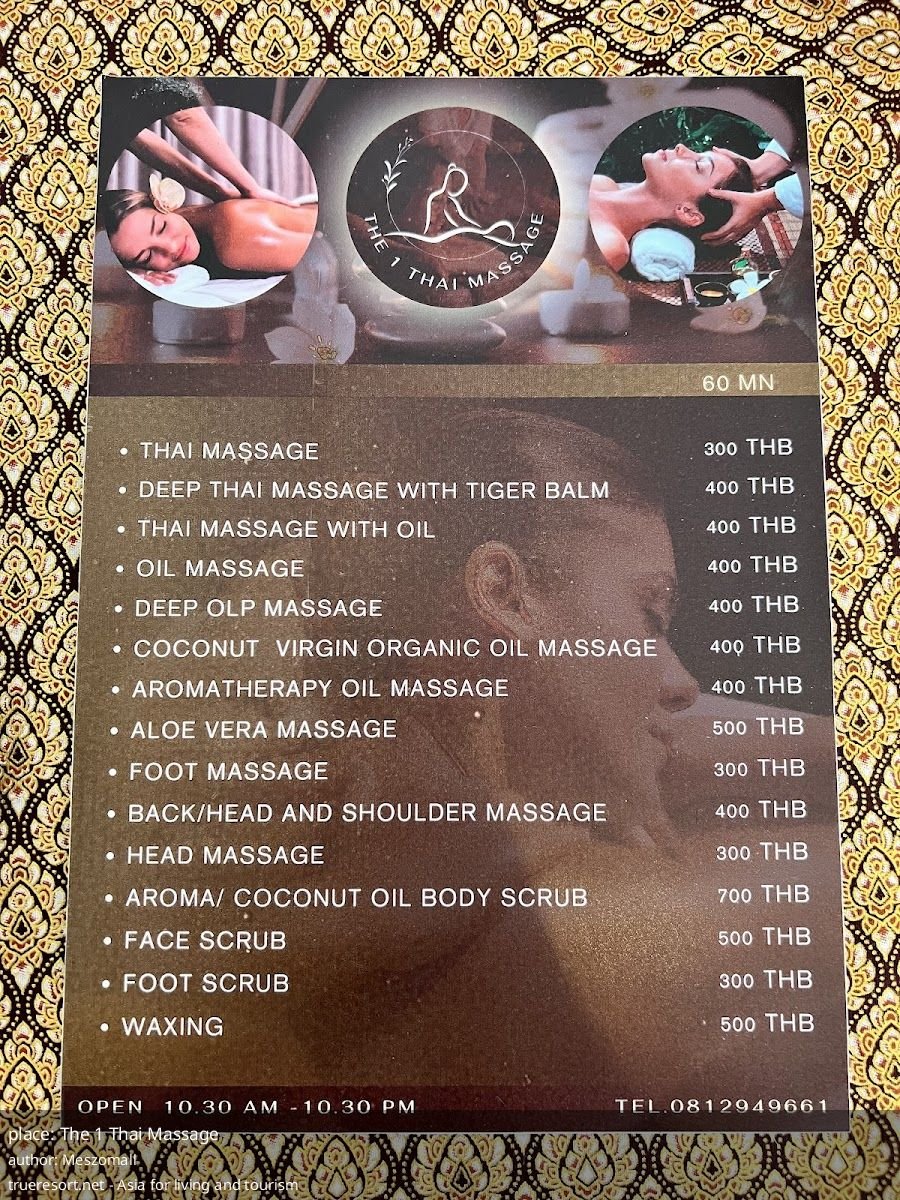 THE 1 THAI MASSAGE
60 MN
• THAI MASSAGE 300 THB
• DEEP THAI MASSAGE WITH TIGER BALM 400 THB
• THAI MASSAGE WITH OIL 400 THB
• OIL MASSAGE 400 THB
• DEEP OLP MASSAGE 400 THB
• COCONUT VIRGIN ORGANIC OIL MASSAGE 400 THB
• AROMATHERAPY OIL MASSAGE 400 THB
• ALOE VERA MASSAGE 500 THB
• FOOT MASSAGE 300 THB
• BACK/HEAD AND SHOULDER MASSAGE 400 THB
• HEAD MASSAGE 300 THB
• AROMA/ COCONUT OIL BODY SCRUB 700 THB
• FACE SCRUB 500 THB
• FOOT SCRUB 300 THB
• WAXING 500 THB
OPEN 10.30 AM -10.30 PM TEL.0812949661
place: The 1 Thai Massage
author: Meszomall
trueresort.net - Asia for living and tourism